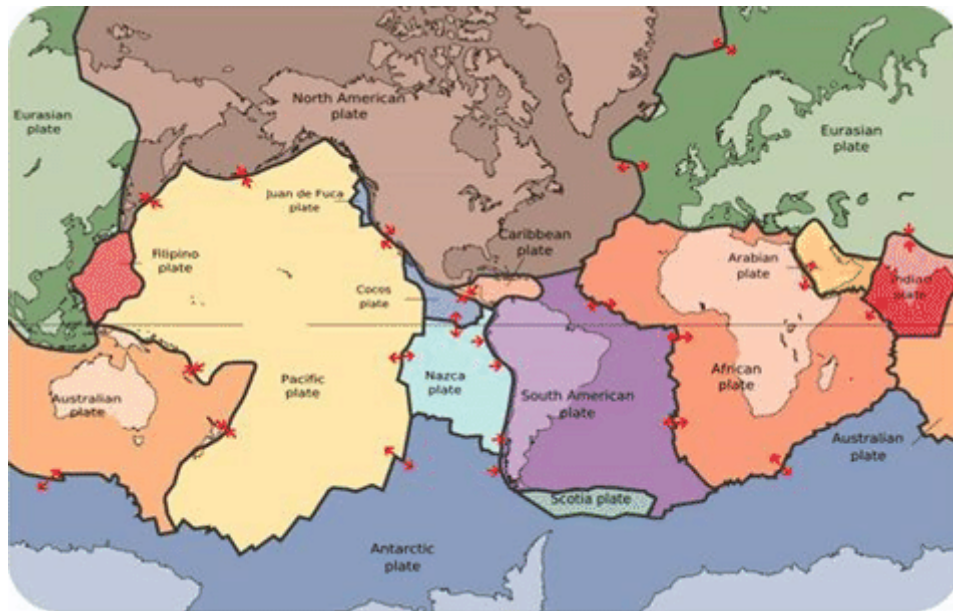 North American
plate
Eurasian
plate
Eurasian
plate
Juan de Fuca
plate
Caribbean
plate
Filipino
plate
Arabian
plate
Indian
plate
Cocos
plate
Pacific
plate
Nazca
plate
African
plate
Australian
plate
South American
plate
Australian
plate
Scotia plate
Antarctic
plate